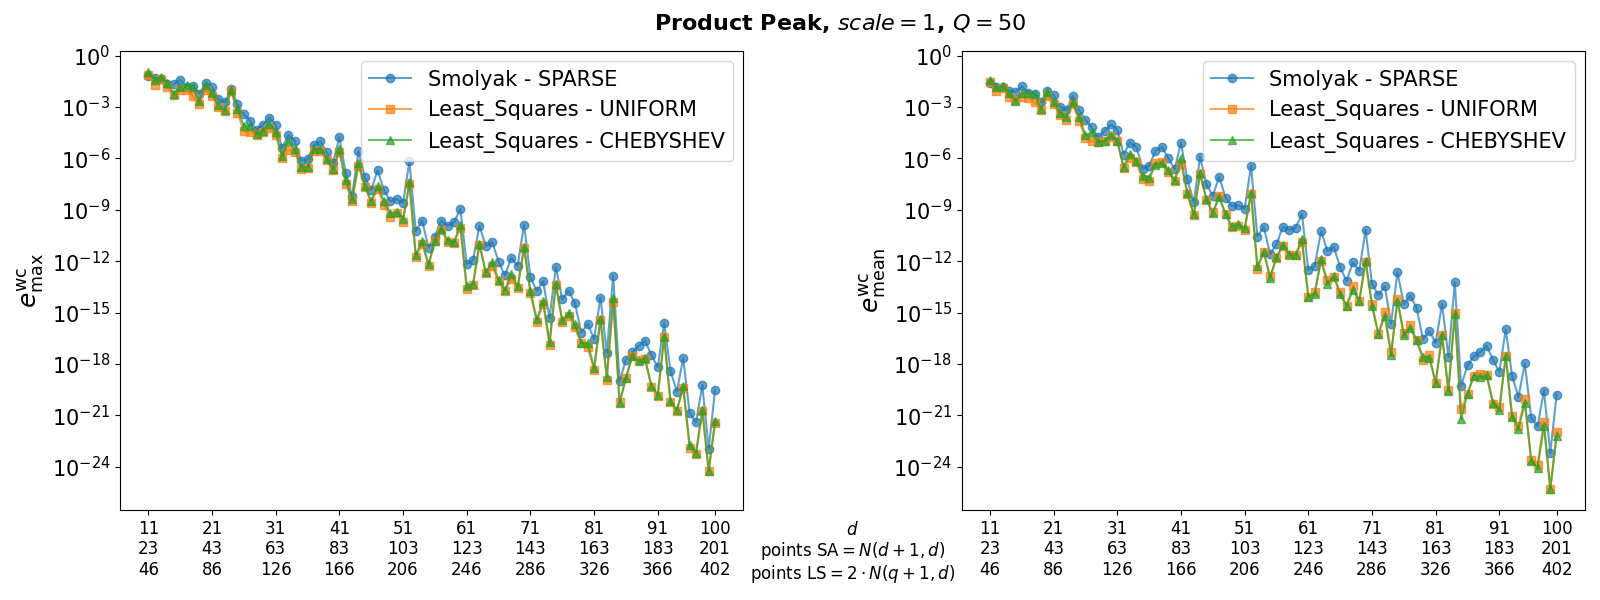 Product Peak, scale = 1, Q = 50
e^wc_max
10^0
10^−3
10^−6
10^−9
10^−12
10^−15
10^−18
10^−21
10^−24
Smolyak - SPARSE
Least_Squares - UNIFORM
Least_Squares - CHEBYSHEV
11 21 31 41 51 61 71 81 91 100
23 43 63 83 103 123 143 163 183 201
46 86 126 166 206 246 286 326 366 402
d
points SA = N(d + 1, d)
points LS = 2 · N(q + 1, d)
e^wc_mean
10^0
10^−3
10^−6
10^−9
10^−12
10^−15
10^−18
10^−21
10^−24
Smolyak - SPARSE
Least_Squares - UNIFORM
Least_Squares - CHEBYSHEV
11 21 31 41 51 61 71 81 91 100
23 43 63 83 103 123 143 163 183 201
46 86 126 166 206 246 286 326 366 402